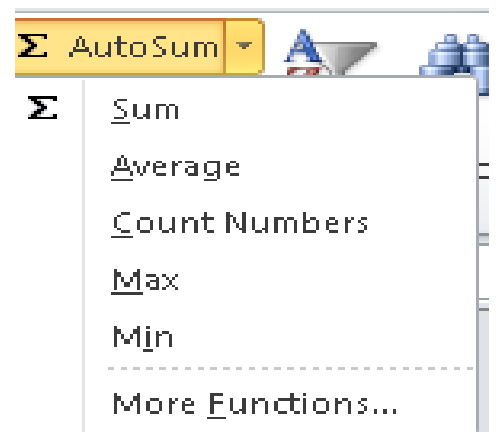 Σ AutoSum
Σ Sum
Average
Count Numbers
Max
Min
More Functions...